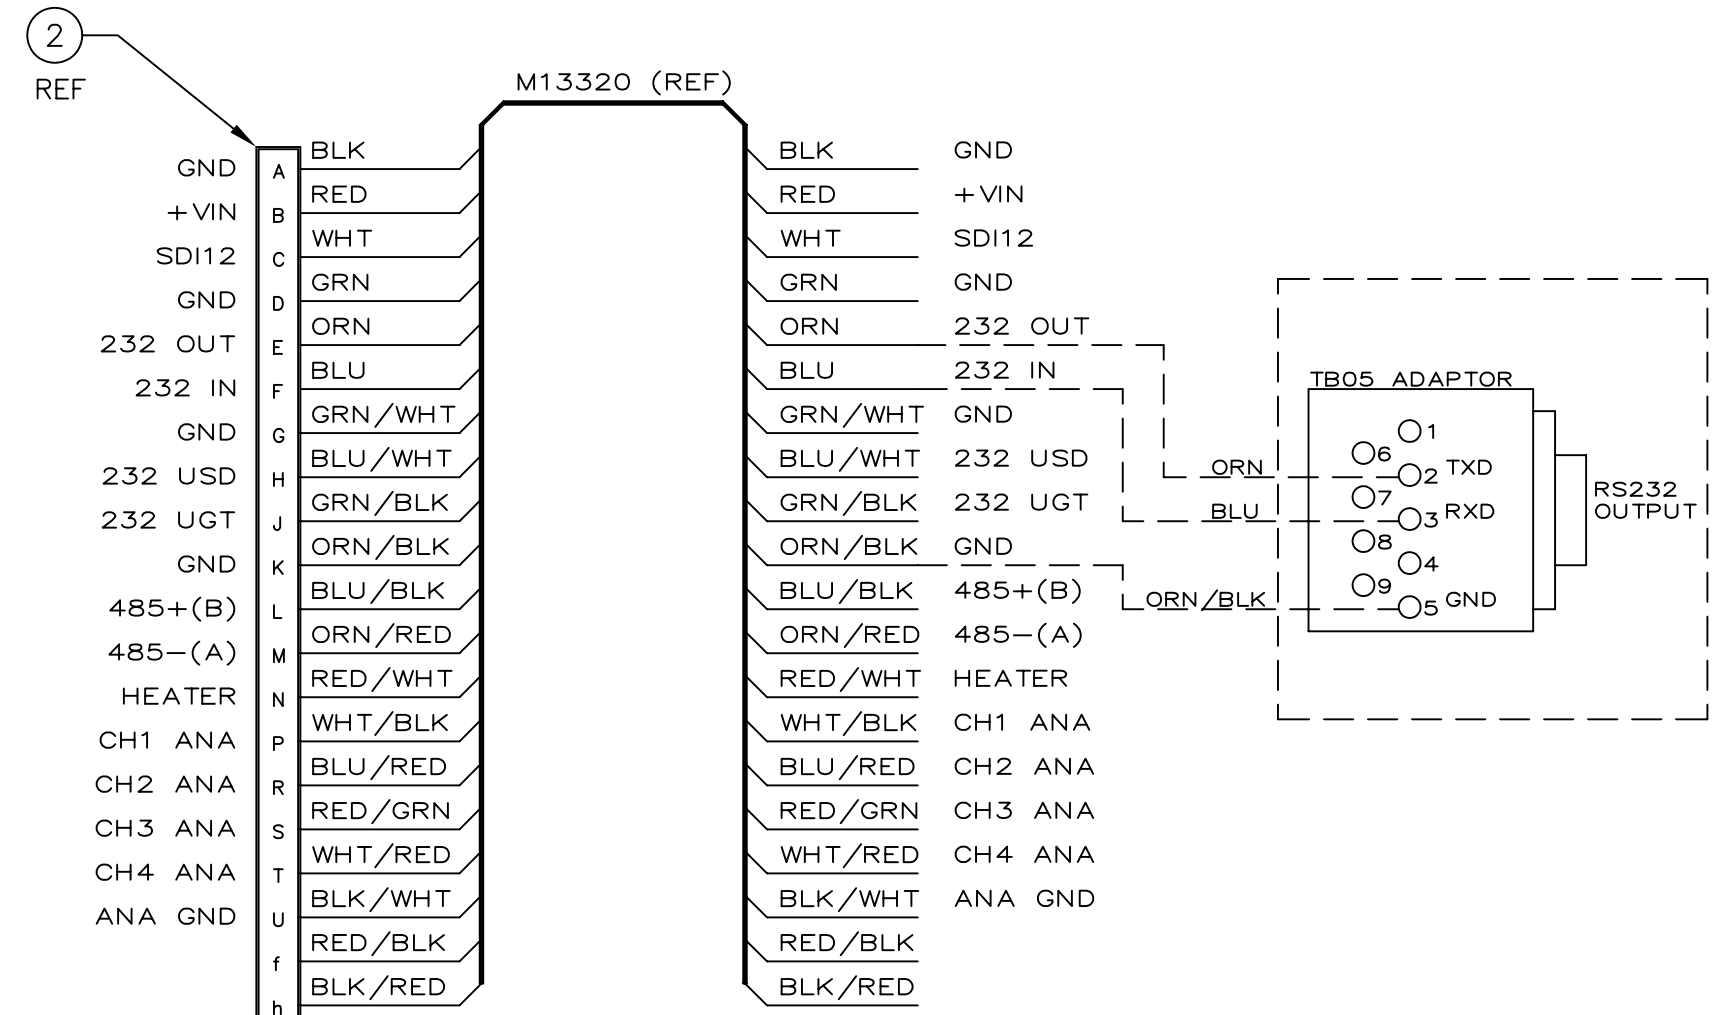 2
REF
M13320 (REF)
GND A BLK BLK GND
+VIN B RED RED +VIN
SDI12 C WHT WHT SDI12
GND D GRN GRN GND
232 OUT E ORN ORN 232 OUT
232 IN F BLU BLU 232 IN
GND G GRN/WHT GRN/WHT GND
232 USD H BLU/WHT BLU/WHT 232 USD
232 UGT J GRN/BLK GRN/BLK 232 UGT
GND K ORN/BLK ORN/BLK GND
485+(B) L BLU/BLK BLU/BLK 485+(B)
485-(A) M ORN/RED ORN/RED 485-(A)
HEATER N RED/WHT RED/WHT HEATER
CH1 ANA P WHT/BLK WHT/BLK CH1 ANA
CH2 ANA R BLU/RED BLU/RED CH2 ANA
CH3 ANA S RED/GRN RED/GRN CH3 ANA
CH4 ANA T WHT/RED WHT/RED CH4 ANA
ANA GND U BLK/WHT BLK/WHT ANA GND
f RED/BLK RED/BLK
h BLK/RED BLK/RED
TB05 ADAPTOR
1
6
ORN 2 TXD
7
BLU 3 RXD
8
4
9
ORN/BLK 5 GND
RS232
OUTPUT